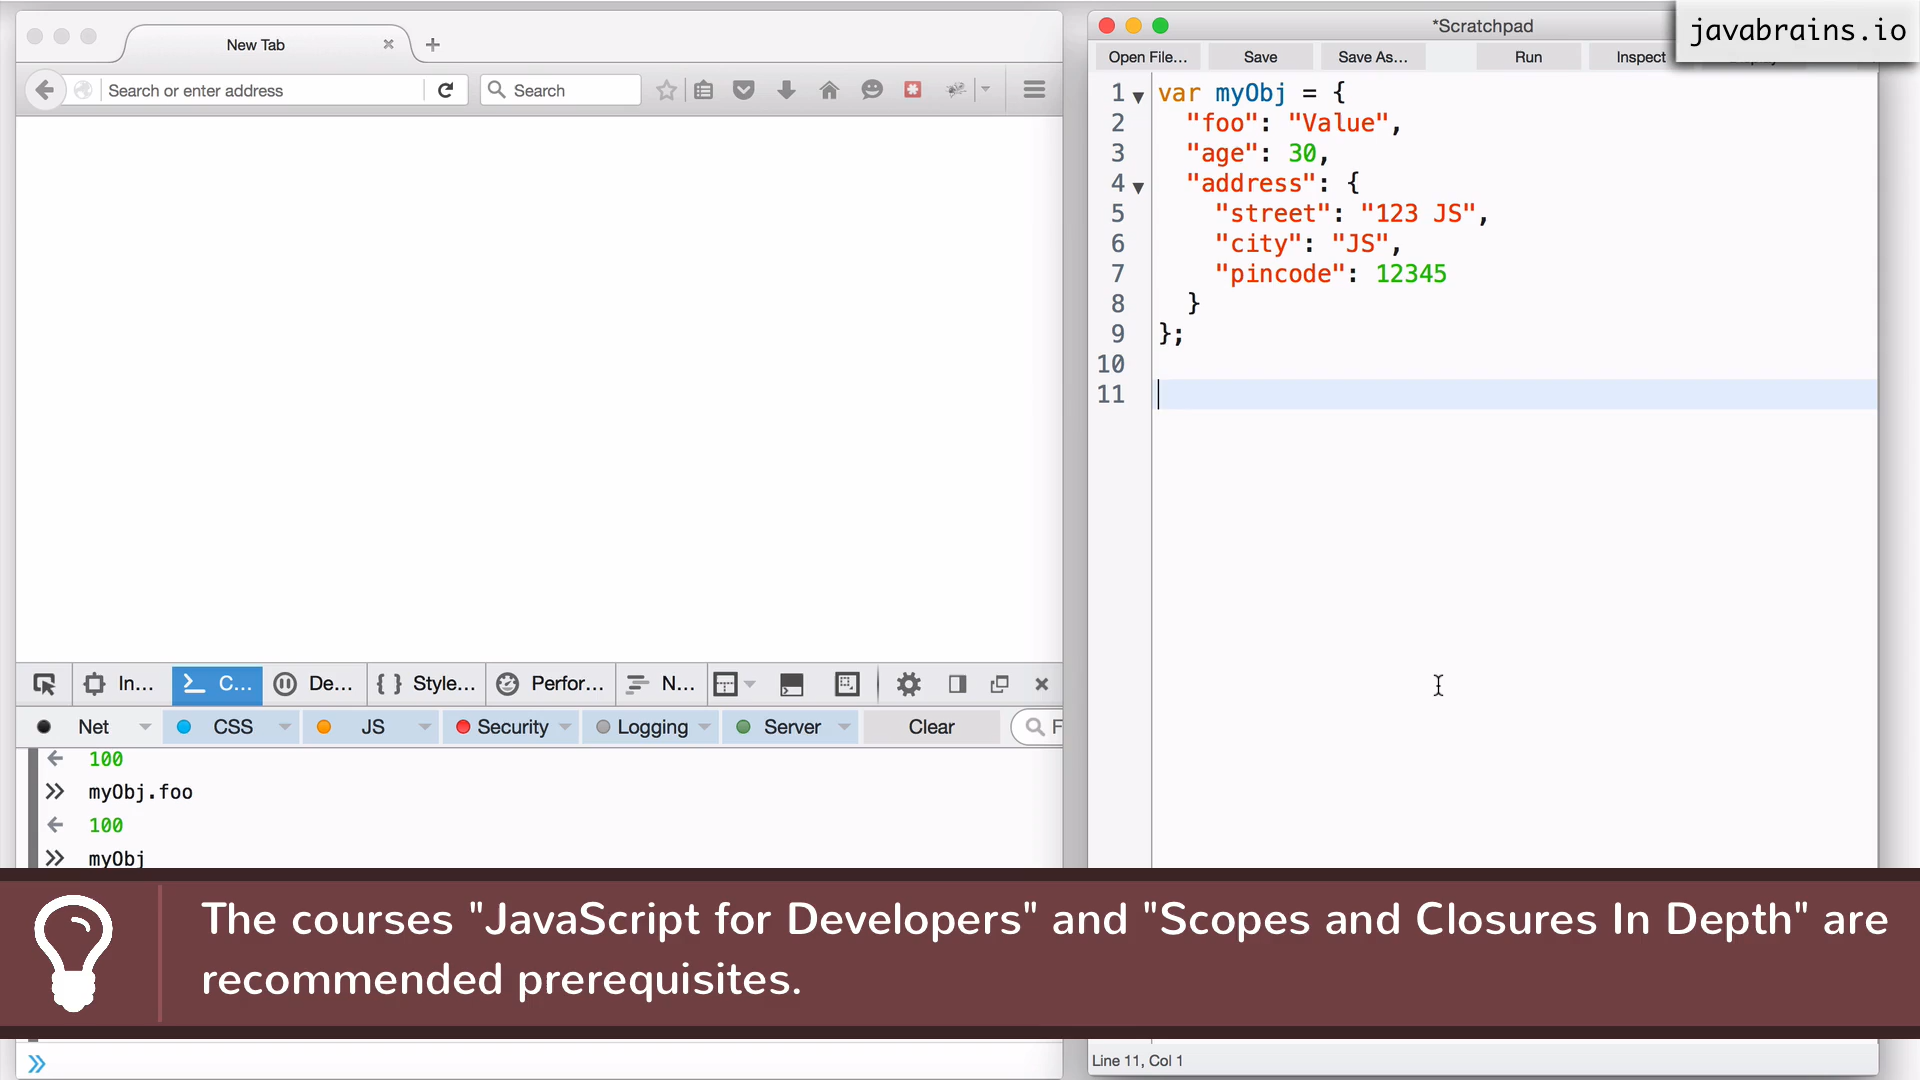 New Tab
Search or enter address
Search
In...
C...
De...
Style...
Perfor...
N...
Net
CSS
JS
Security
Logging
Server
Clear
F
100
myObj.foo
100
myObj
*Scratchpad
javabrains.io
Open File...
Save
Save As...
Run
Inspect
1 var myObj = {
2 "foo": "Value",
3 "age": 30,
4 "address": {
5 "street": "123 JS",
6 "city": "JS",
7 "pincode": 12345
8 }
9 };
10
11
The courses "JavaScript for Developers" and "Scopes and Closures In Depth" are
recommended prerequisites.
Line 11, Col 1